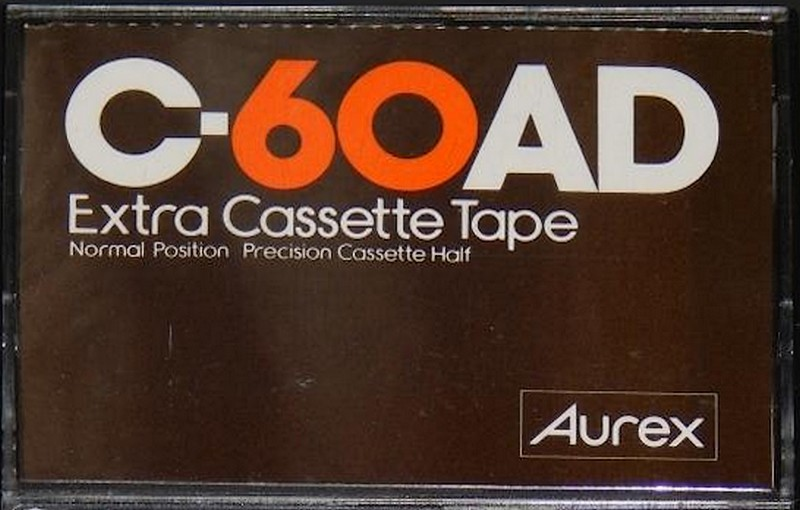 C-60AD
Extra Cassette Tape
Normal Position Precision Cassette Half
Aurex